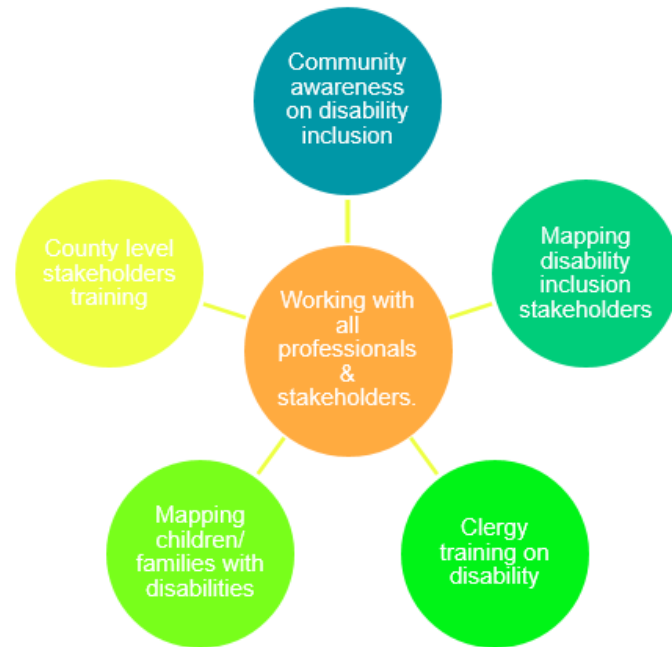 Community
awareness
on disability
inclusion
County level
stakeholders
training
Mapping
disability
inclusion
stakeholders
Working with
all
professionals
&
stakeholders.
Mapping
children/
families with
disabilities
Clergy
training on
disability